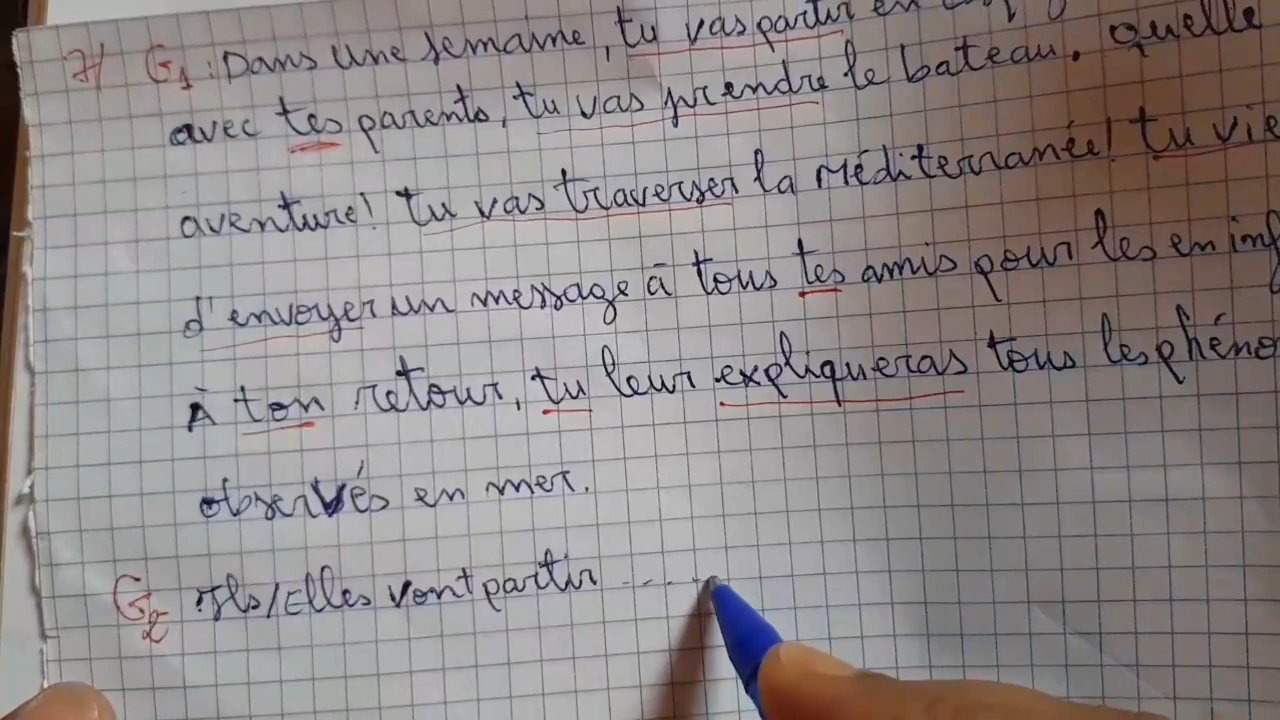 7/ G1: Dans une semaine, tu vas partir en
avec tes parents, tu vas prendre le bateau. Quelle
aventure! tu vas traverser la Méditerranée! tu
d'envoyer un message à tous tes amis pour les en
À ton retour, tu leur expliqueras tous les
observés en mer.
G2 Ils/Elles vont partir ....